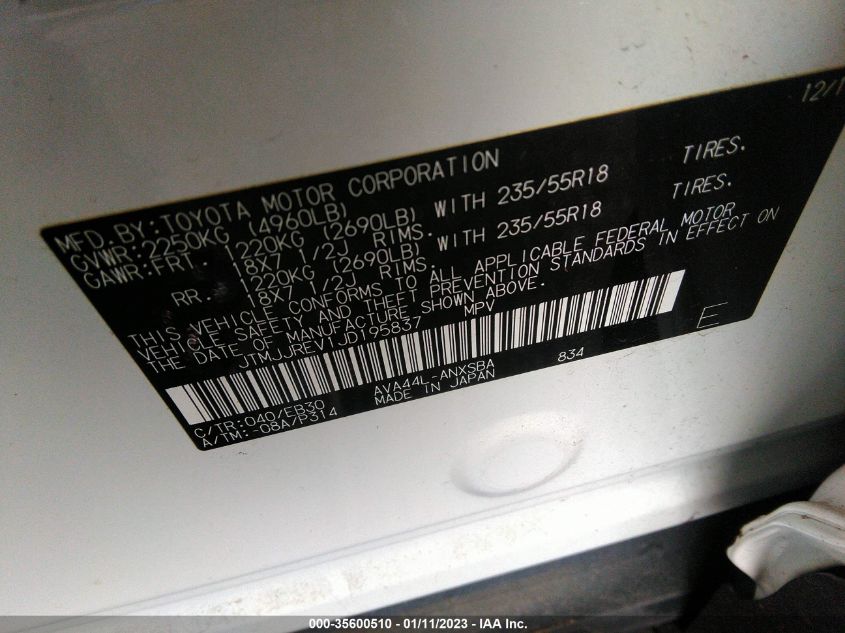 12/1
MFD. BY: TOYOTA MOTOR CORPORATION
GVWR: 2250KG (4960LB)
GAWR: FRT. 1220KG (2690LB) WITH 235/55R18 TIRES.
18X7 1/2J RIMS.
RR. 1220KG (2690LB) WITH 235/55R18 TIRES.
18X7 1/2J RIMS.
THIS VEHICLE CONFORMS TO ALL APPLICABLE FEDERAL MOTOR
VEHICLE SAFETY AND THEFT PREVENTION STANDARDS IN EFFECT ON
THE DATE OF MANUFACTURE SHOWN ABOVE.
JTMJJREV1JD195837 MPV
E
C/TR: 040/EB30 AVA44L-ANXSBA 834
A/TM: -08A/P314 MADE IN JAPAN
000-35600510 - 01/11/2023 - IAA Inc.